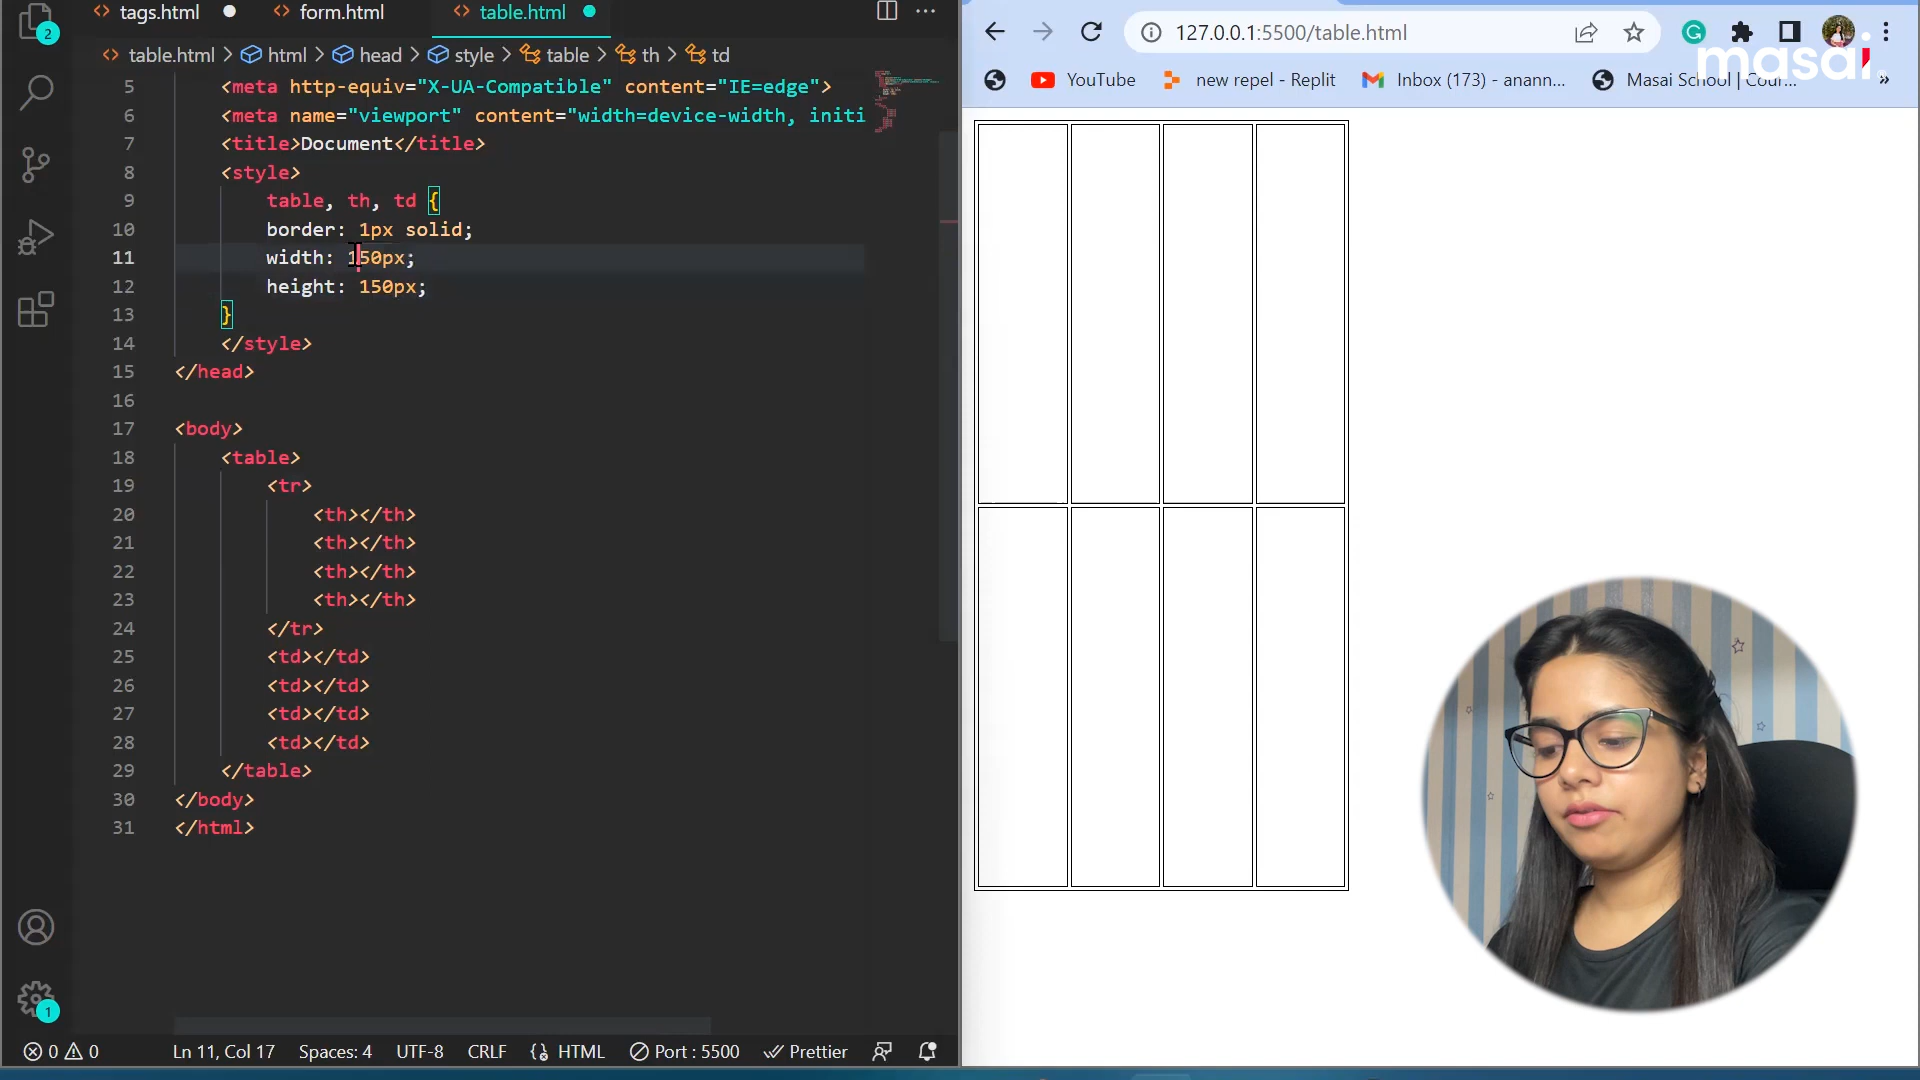 tags.html
form.html
table.html
table.html > html > head > style > table > th > td
5 <meta http-equiv="X-UA-Compatible" content="IE=edge">
6 <meta name="viewport" content="width=device-width, initi
7 <title>Document</title>
8 <style>
9 table, th, td {
10 border: 1px solid;
11 width: 150px;
12 height: 150px;
13 }
14 </style>
15 </head>
16
17 <body>
18 <table>
19 <tr>
20 <th></th>
21 <th></th>
22 <th></th>
23 <th></th>
24 </tr>
25 <td></td>
26 <td></td>
27 <td></td>
28 <td></td>
29 </table>
30 </body>
31 </html>
2
1
0 0 Ln 11, Col 17 Spaces: 4 UTF-8 CRLF HTML Port : 5500 Prettier
127.0.0.1:5500/table.html
masai.
YouTube new repel - Replit Inbox (173) - anann... Masai School | Cour... »